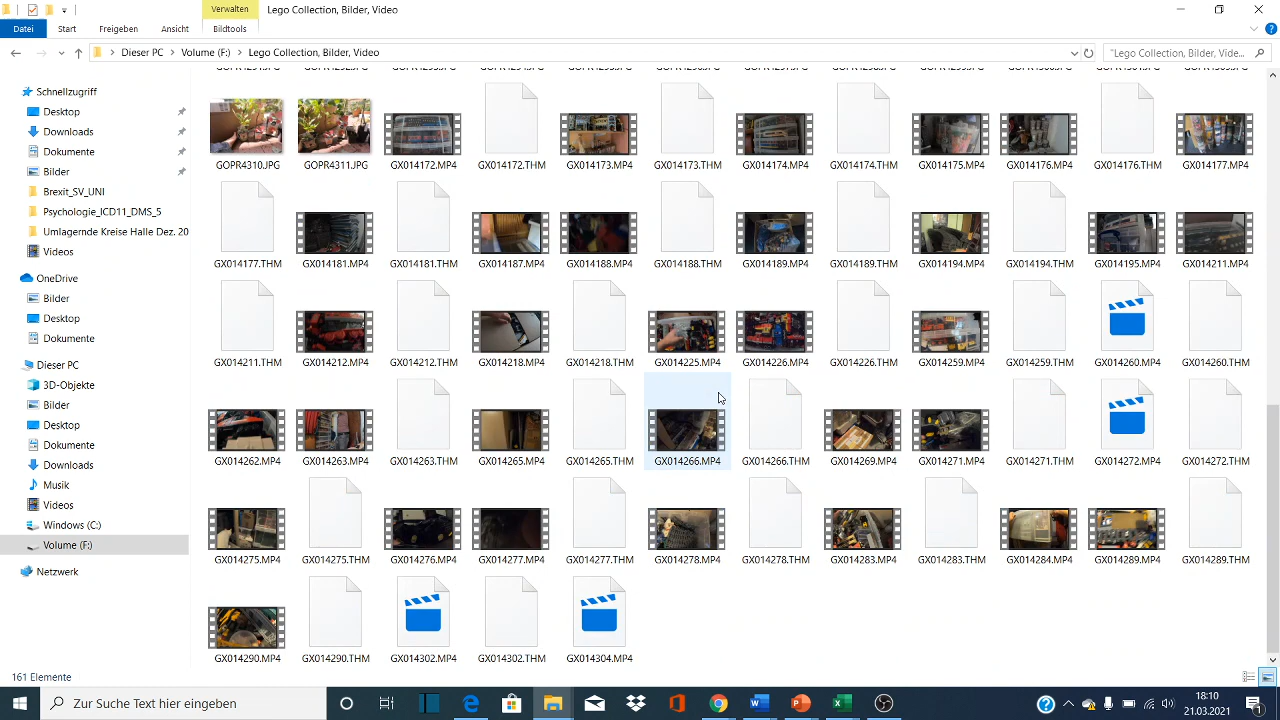 Verwalten
Lego Collection, Bilder, Video
Datei
Start
Freigeben
Ansicht
Bildtools
Dieser PC
Volume (F:)
Lego Collection, Bilder, Video
"Lego Collection, Bilder, Vide...
Schnellzugriff
Desktop
Downloads
Dokumente
Bilder
Brexit_SV_UNI
Psychologie_ICD11_DMS_5
Umlagernde Kreise Halle Dez. 20
Videos
OneDrive
Bilder
Desktop
Dokumente
Dieser PC
3D-Objekte
Bilder
Desktop
Dokumente
Downloads
Musik
Videos
Windows (C:)
Volume (F:)
Netzwerk
GOPR4310.JPG GOPR4311.JPG GX014172.MP4 GX014172.THM GX014173.MP4 GX014173.THM GX014174.MP4 GX014174.THM GX014175.MP4 GX014176.MP4 GX014176.THM GX014177.MP4
GX014177.THM GX014181.MP4 GX014181.THM GX014187.MP4 GX014188.MP4 GX014188.THM GX014189.MP4 GX014189.THM GX014194.MP4 GX014194.THM GX014195.MP4 GX014211.MP4
GX014211.THM GX014212.MP4 GX014212.THM GX014218.MP4 GX014218.THM GX014225.MP4 GX014226.MP4 GX014226.THM GX014259.MP4 GX014259.THM GX014260.MP4 GX014260.THM
GX014262.MP4 GX014263.MP4 GX014263.THM GX014265.MP4 GX014265.THM GX014266.MP4 GX014266.THM GX014269.MP4 GX014271.MP4 GX014271.THM GX014272.MP4 GX014272.THM
GX014275.MP4 GX014275.THM GX014276.MP4 GX014277.MP4 GX014277.THM GX014278.MP4 GX014278.THM GX014283.MP4 GX014283.THM GX014284.MP4 GX014289.MP4 GX014289.THM
GX014290.MP4 GX014290.THM GX014302.MP4 GX014302.THM GX014304.MP4
161 Elemente
Zur Suche Text hier eingeben
18:10
21.03.2021